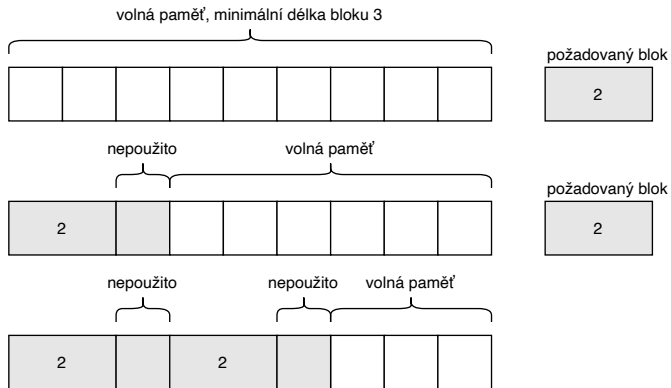 volná paměť, minimální délka bloku 3
požadovaný blok
2
nepoužito volná paměť
požadovaný blok
2 2
nepoužito nepoužito volná paměť
2 2